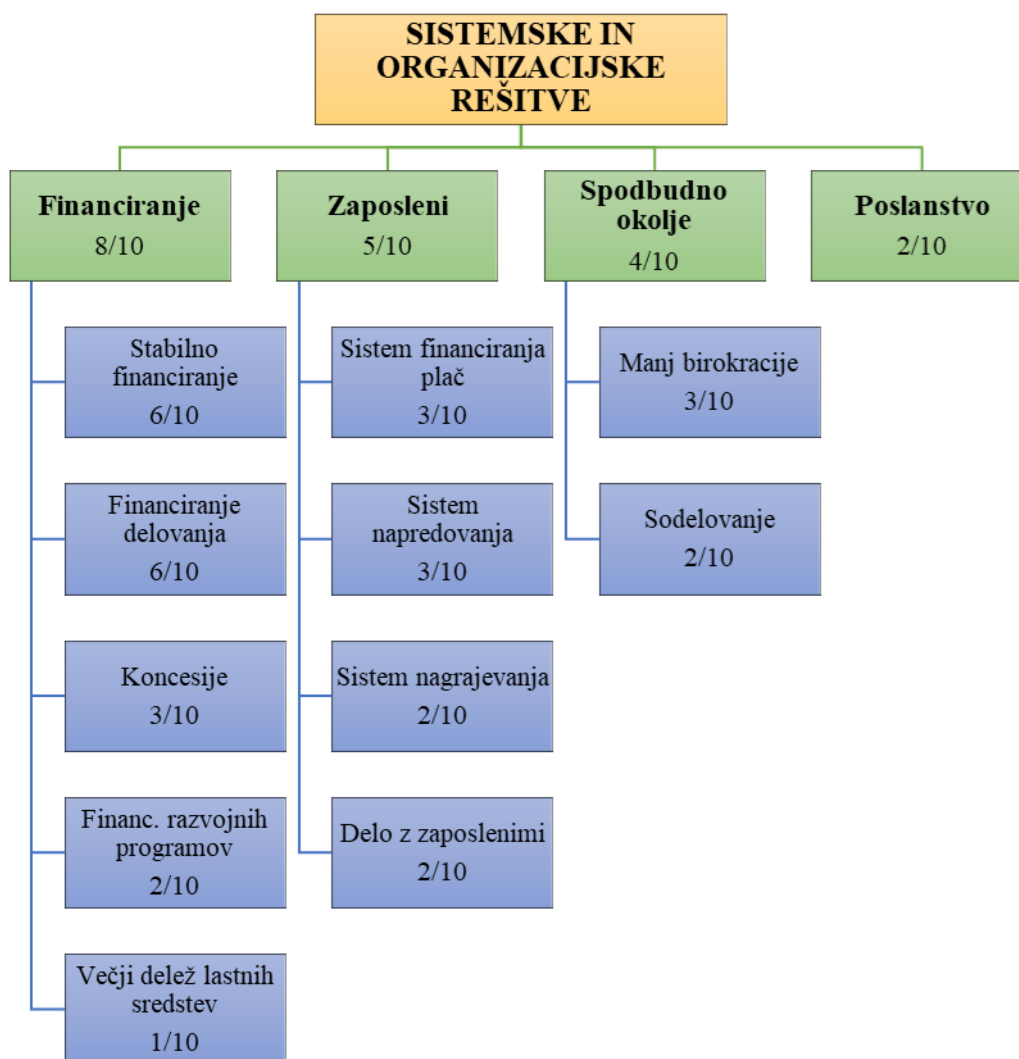 SISTEMSKE IN
ORGANIZACIJSKE
REŠITVE
Financiranje
8/10
Zaposleni
5/10
Spodbudno
okolje
4/10
Poslanstvo
2/10
Stabilno
financiranje
6/10
Financiranje
delovanja
6/10
Koncesije
3/10
Financ. razvojnih
programov
2/10
Večji delež lastnih
sredstev
1/10
Sistem financiranja
plač
3/10
Sistem
napredovanja
3/10
Sistem nagrajevanja
2/10
Delo z zaposlenimi
2/10
Manj birokracije
3/10
Sodelovanje
2/10